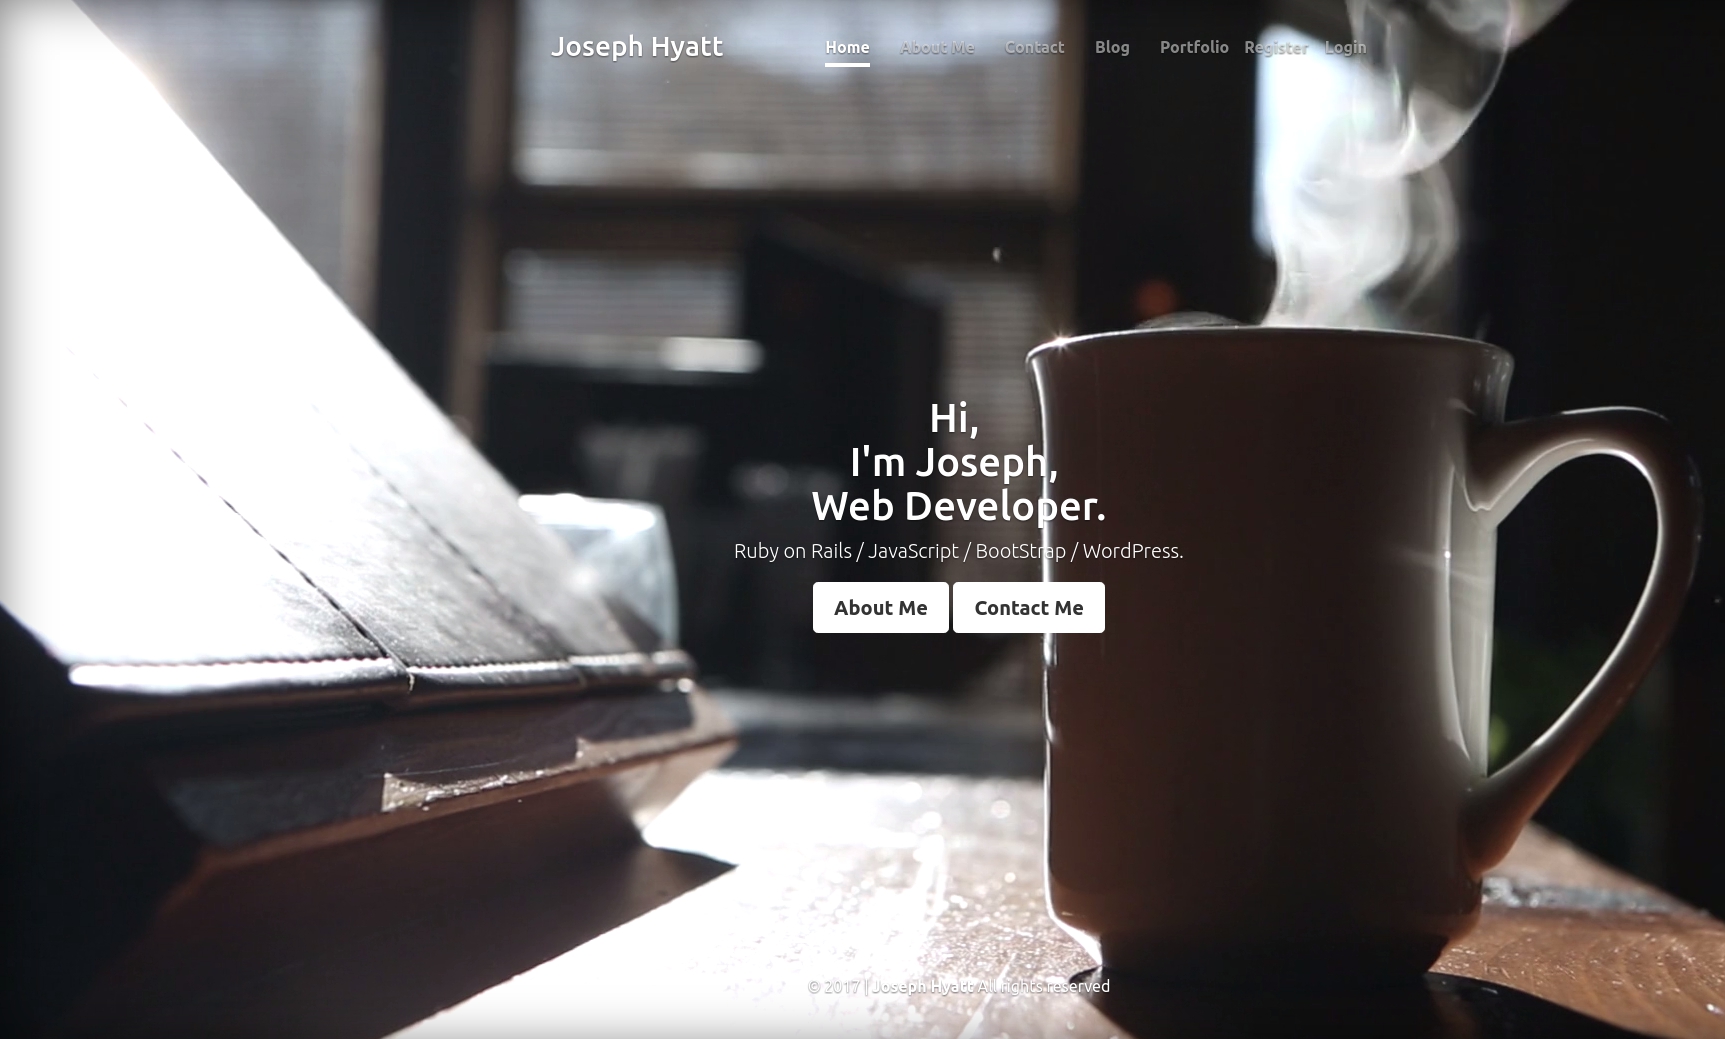 Joseph Hyatt
Home About Me Contact Blog Portfolio Register Login
Hi,
I'm Joseph,
Web Developer.
Ruby on Rails / JavaScript / BootStrap / WordPress.
About Me Contact Me
© 2017 | Joseph Hyatt All rights reserved